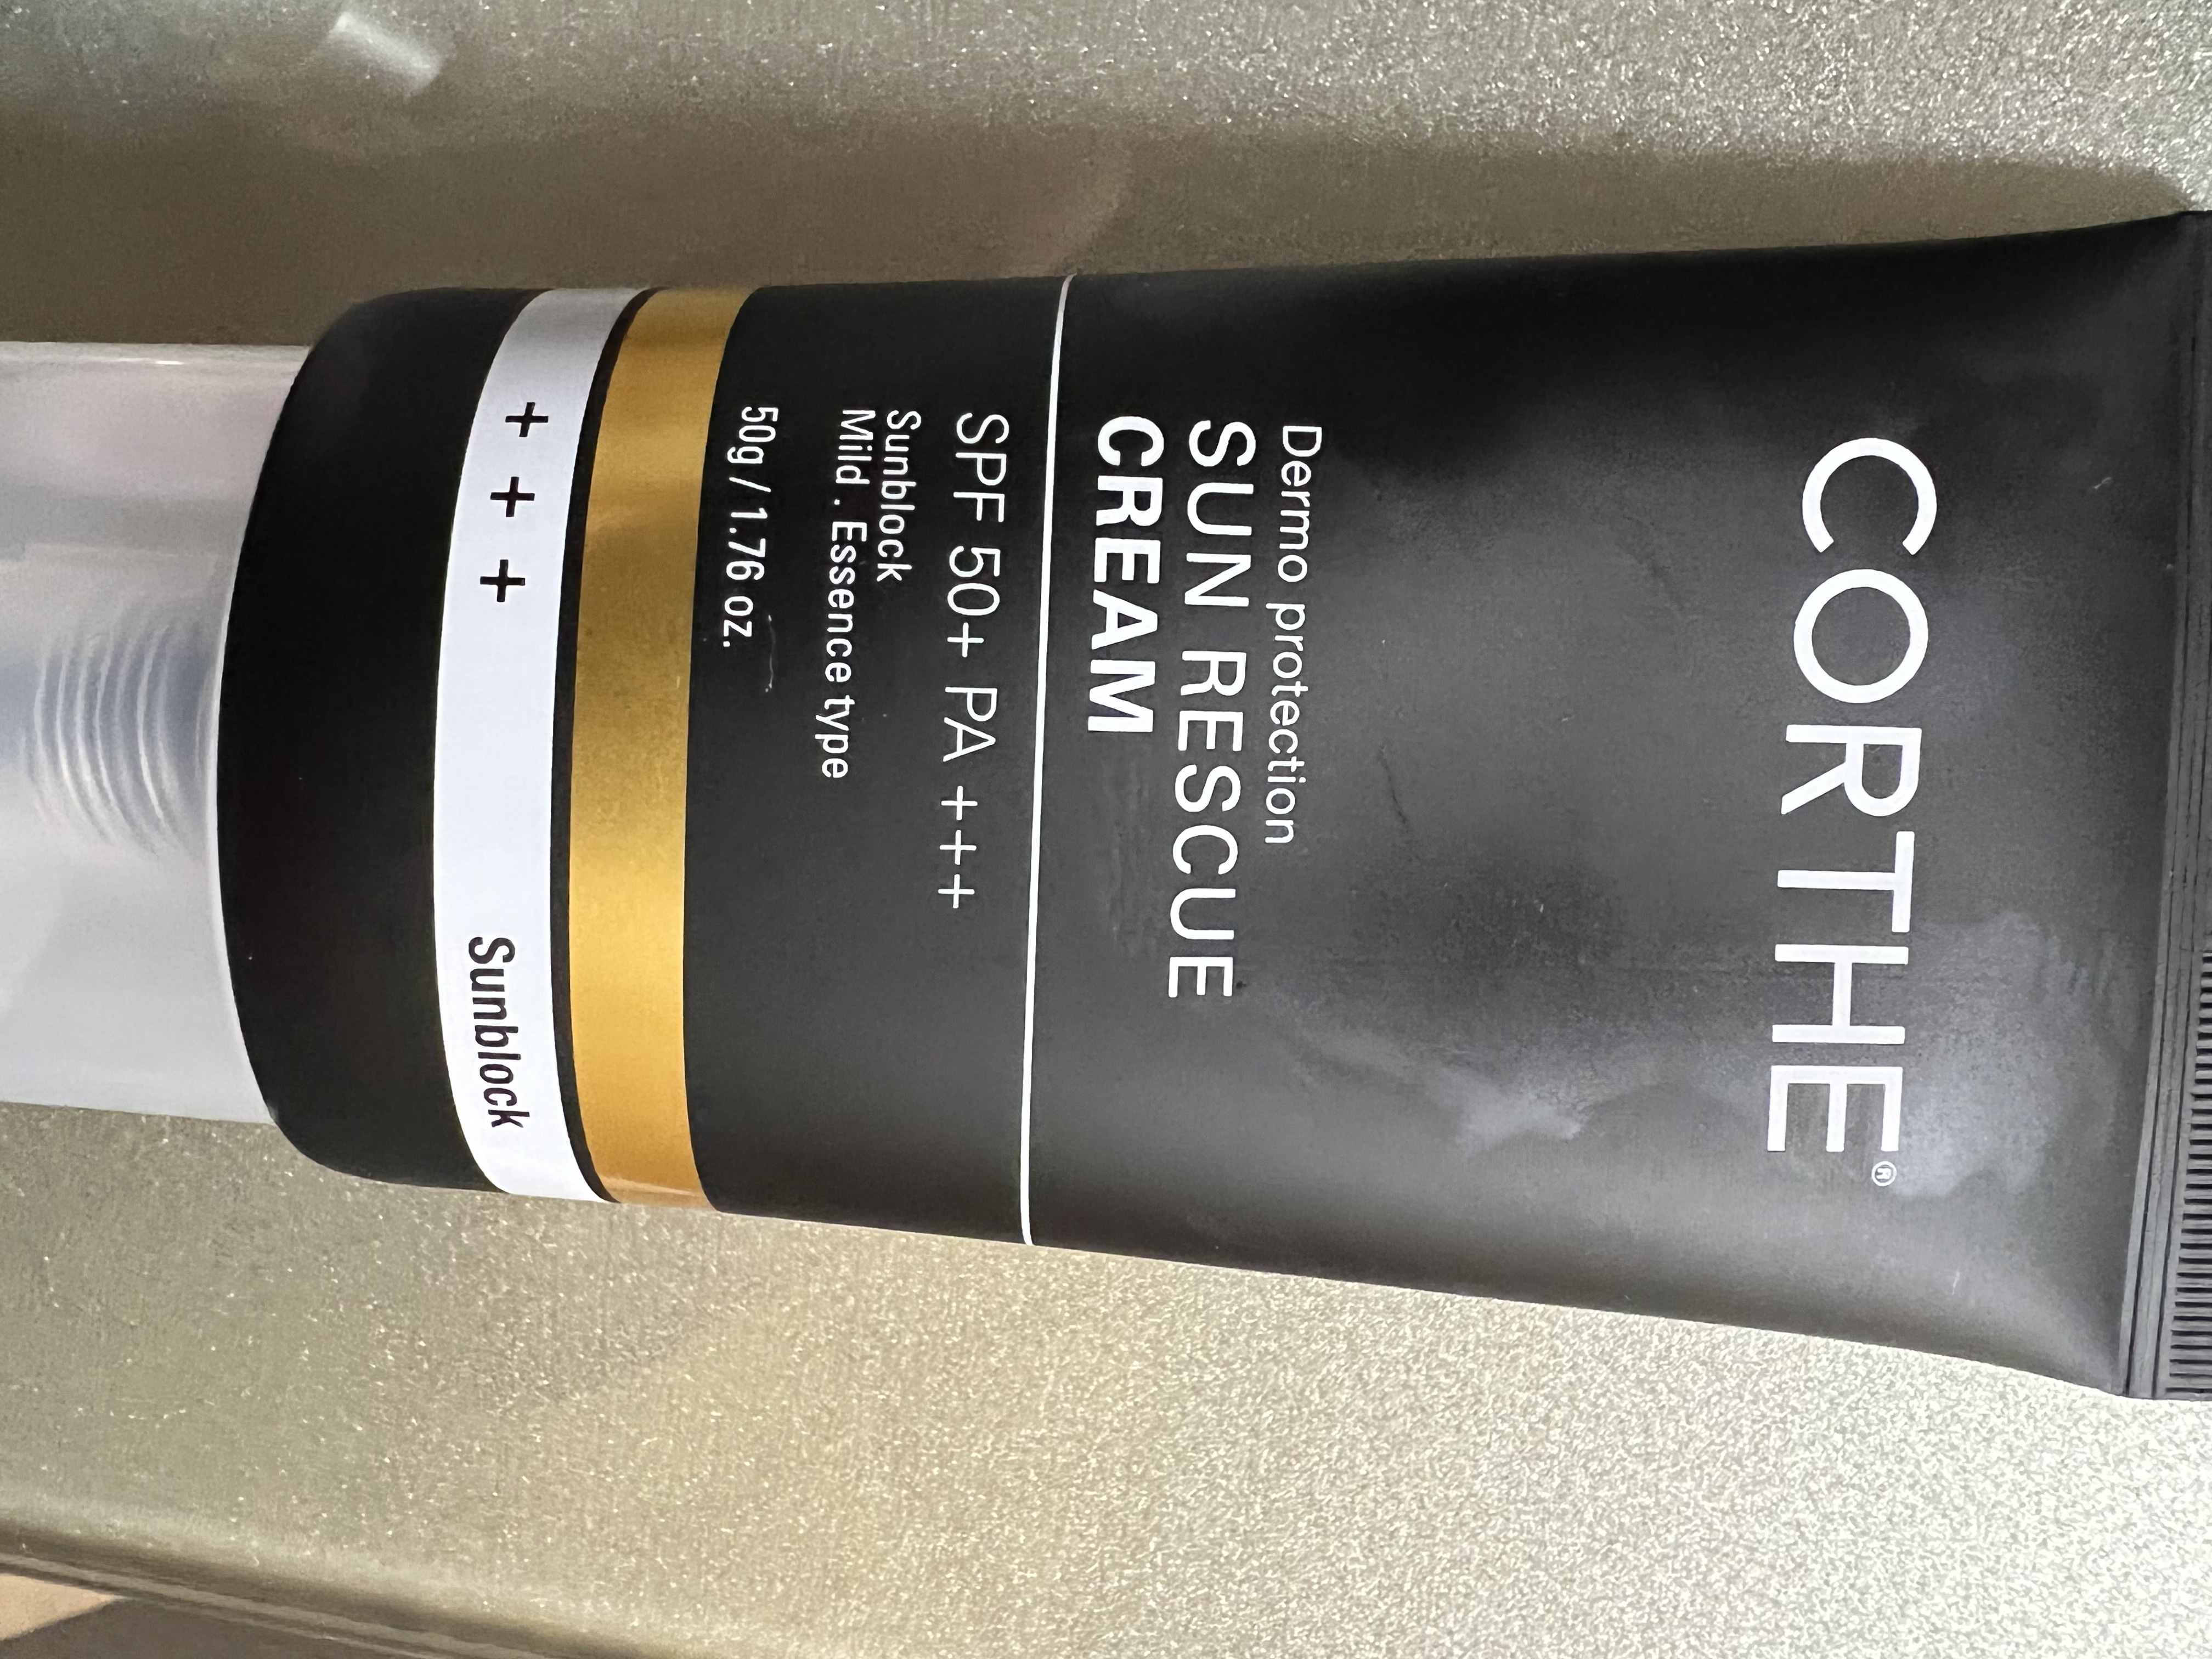 CORTHE®
Dermo protection
SUN RESCUE
CREAM
SPF 50+ PA +++
Sunblock
Mild . Essence type
50g / 1.76 oz.
+ + + Sunblock